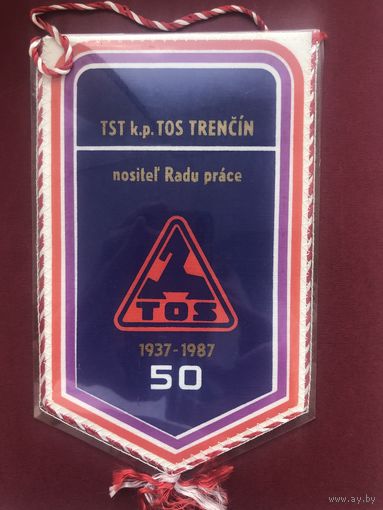 TST k.p. TOS TRENČÍN
nositeľ Radu práce
TOS
1937-1987
50
www.ay.by